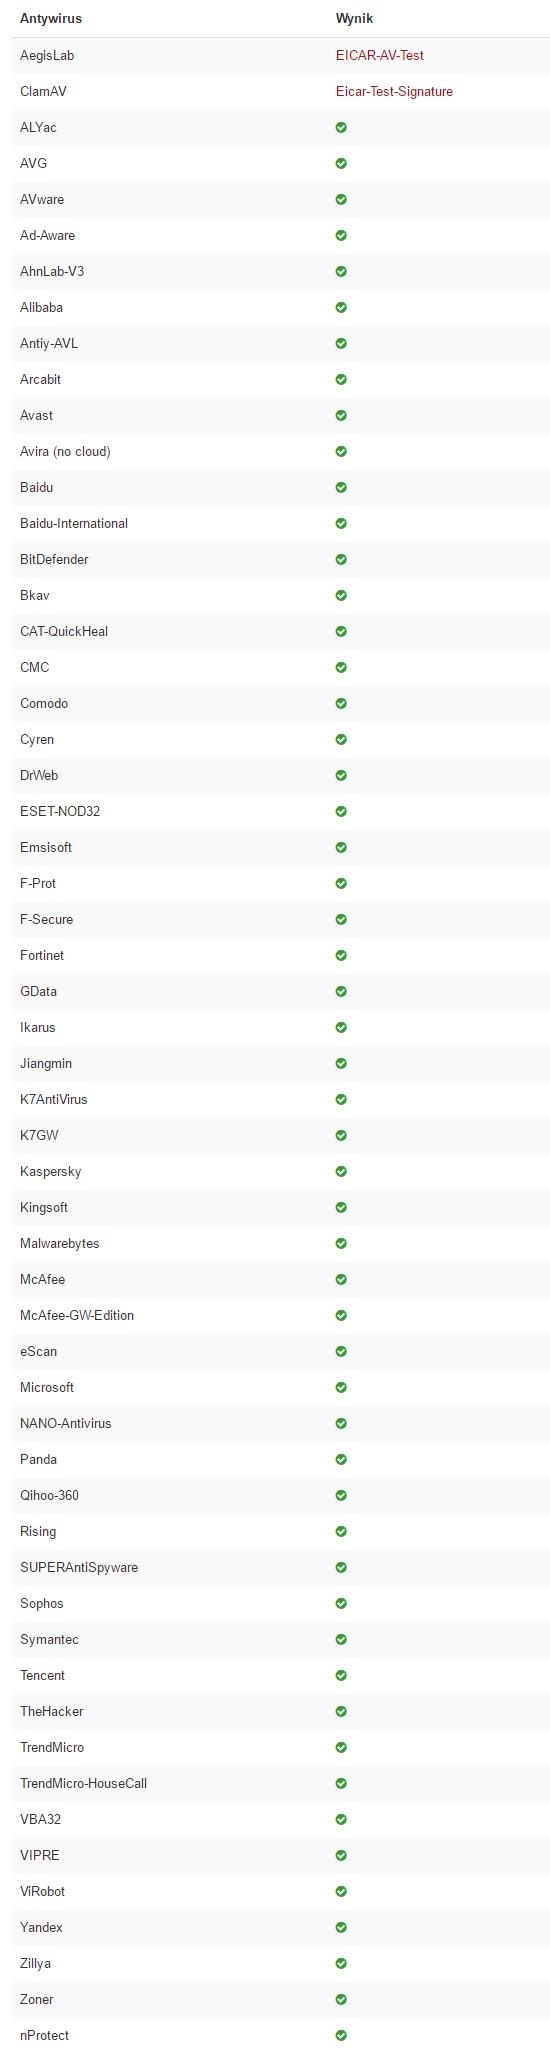 Antywirus Wynik
AegisLab EICAR-AV-Test
ClamAV Eicar-Test-Signature
ALYac
AVG
AVware
Ad-Aware
AhnLab-V3
Alibaba
Antiy-AVL
Arcabit
Avast
Avira (no cloud)
Baidu
Baidu-International
BitDefender
Bkav
CAT-QuickHeal
CMC
Comodo
Cyren
DrWeb
ESET-NOD32
Emsisoft
F-Prot
F-Secure
Fortinet
GData
Ikarus
Jiangmin
K7AntiVirus
K7GW
Kaspersky
Kingsoft
Malwarebytes
McAfee
McAfee-GW-Edition
eScan
Microsoft
NANO-Antivirus
Panda
Qihoo-360
Rising
SUPERAntiSpyware
Sophos
Symantec
Tencent
TheHacker
TrendMicro
TrendMicro-HouseCall
VBA32
VIPRE
ViRobot
Yandex
Zillya
Zoner
nProtect